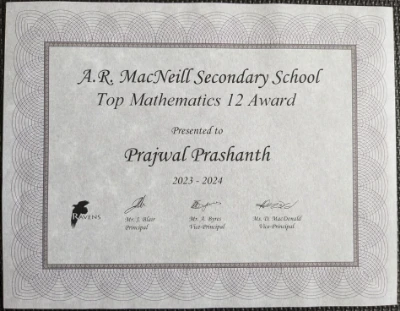 A.R. MacNeill Secondary School
Top Mathematics 12 Award
Presented to
Prajwal Prashanth
2023 - 2024
RAVENS
Mr. S. Blair
Principal
Mr. A. Byres
Vice-Principal
Ms. D. MacDonald
Vice-Principal